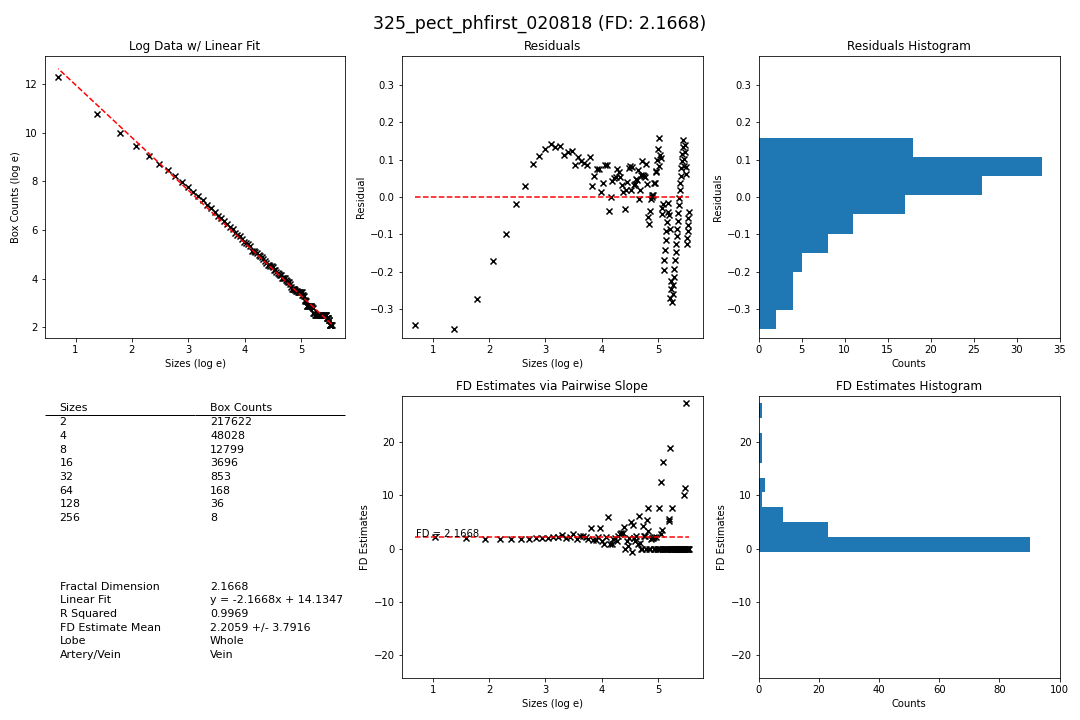 325_pect_phfirst_020818 (FD: 2.1668)
Log Data w/ Linear Fit
Box Counts (log e)
12
10
8
6
4
2
1 2 3 4 5
Sizes (log e)
Residuals
Residual
0.3
0.2
0.1
0.0
−0.1
−0.2
−0.3
1 2 3 4 5
Sizes (log e)
Residuals Histogram
Residuals
0.3
0.2
0.1
0.0
−0.1
−0.2
−0.3
0 5 10 15 20 25 30 35
Counts
Sizes Box Counts
2 217622
4 48028
8 12799
16 3696
32 853
64 168
128 36
256 8
Fractal Dimension 2.1668
Linear Fit y = -2.1668x + 14.1347
R Squared 0.9969
FD Estimate Mean 2.2059 +/- 3.7916
Lobe Whole
Artery/Vein Vein
FD Estimates via Pairwise Slope
FD Estimates
20
10
0
−10
−20
FD = 2.1668
1 2 3 4 5
Sizes (log e)
FD Estimates Histogram
FD Estimates
20
10
0
−10
−20
0 20 40 60 80 100
Counts